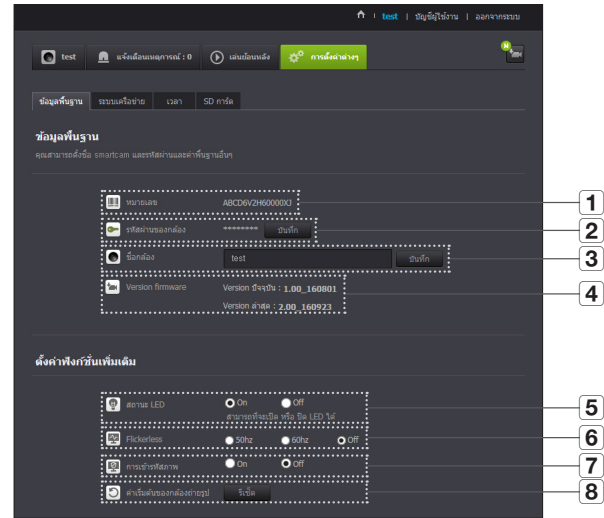 test | บัญชีผู้ใช้งาน | ออกจากระบบ
N
test แจ้งเตือนเหตุการณ์ : 0 เล่นย้อนหลัง การตั้งค่าต่างๆ
ข้อมูลพื้นฐาน ระบบเครือข่าย เวลา SD การ์ด
ข้อมูลพื้นฐาน
คุณสามารถตั้งชื่อ smartcam และรหัสผ่านและค่าพื้นฐานอื่นๆ
หมายเลข ABCD6V2H60000XJ 1
รหัสผ่านของกล้อง ******** บันทึก 2
ชื่อกล้อง test บันทึก 3
Version firmware Version ปัจจุบัน : 1.00_160801 4
Version ล่าสุด : 2.00_160923
ตั้งค่าฟังก์ชั่นเพิ่มเติม
สถานะ LED On Off 5
สามารถที่จะเปิด หรือ ปิด LED ได้
Flickerless 50hz 60hz Off 6
การเข้ารหัสภาพ On Off 7
ค่าเริ่มต้นของกล้องถ่ายรูป รีเซ็ต 8